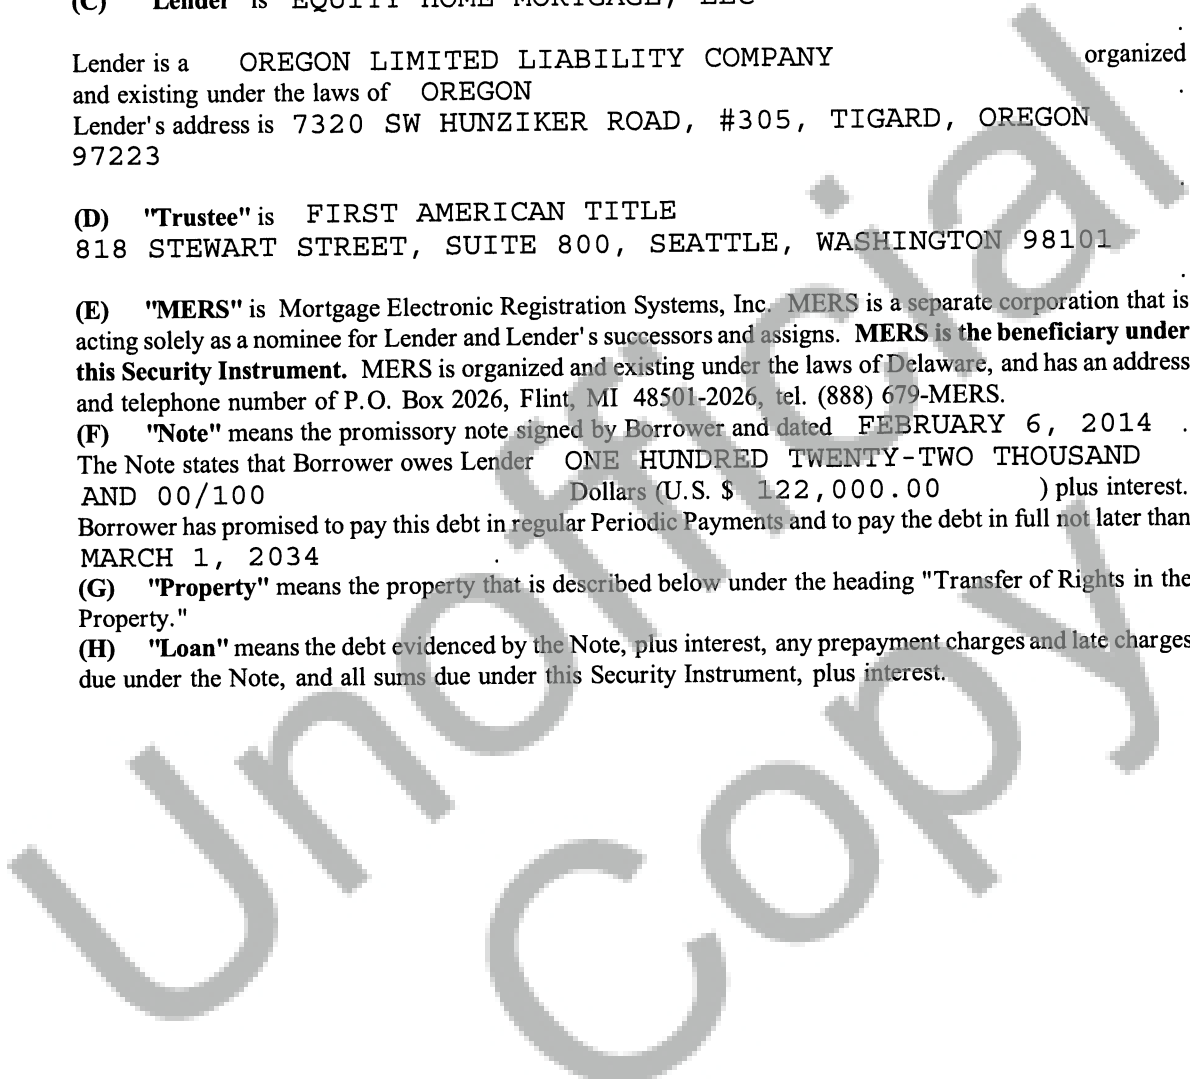 (C) "Lender" is EQUITY HOME MORTGAGE, LLC
.
Lender is a OREGON LIMITED LIABILITY COMPANY organized
and existing under the laws of OREGON .
Lender's address is 7320 SW HUNZIKER ROAD, #305, TIGARD, OREGON
97223
.
(D) "Trustee" is FIRST AMERICAN TITLE
818 STEWART STREET, SUITE 800, SEATTLE, WASHINGTON 98101
.
(E) "MERS" is Mortgage Electronic Registration Systems, Inc. MERS is a separate corporation that is
acting solely as a nominee for Lender and Lender's successors and assigns. MERS is the beneficiary under
this Security Instrument. MERS is organized and existing under the laws of Delaware, and has an address
and telephone number of P.O. Box 2026, Flint, MI 48501-2026, tel. (888) 679-MERS.
(F) "Note" means the promissory note signed by Borrower and dated FEBRUARY 6, 2014 .
The Note states that Borrower owes Lender ONE HUNDRED TWENTY-TWO THOUSAND
AND 00/100 Dollars (U.S. $ 122,000.00 ) plus interest.
Borrower has promised to pay this debt in regular Periodic Payments and to pay the debt in full not later than
MARCH 1, 2034 .
(G) "Property" means the property that is described below under the heading "Transfer of Rights in the
Property."
(H) "Loan" means the debt evidenced by the Note, plus interest, any prepayment charges and late charges
due under the Note, and all sums due under this Security Instrument, plus interest.
Unofficial
Copy